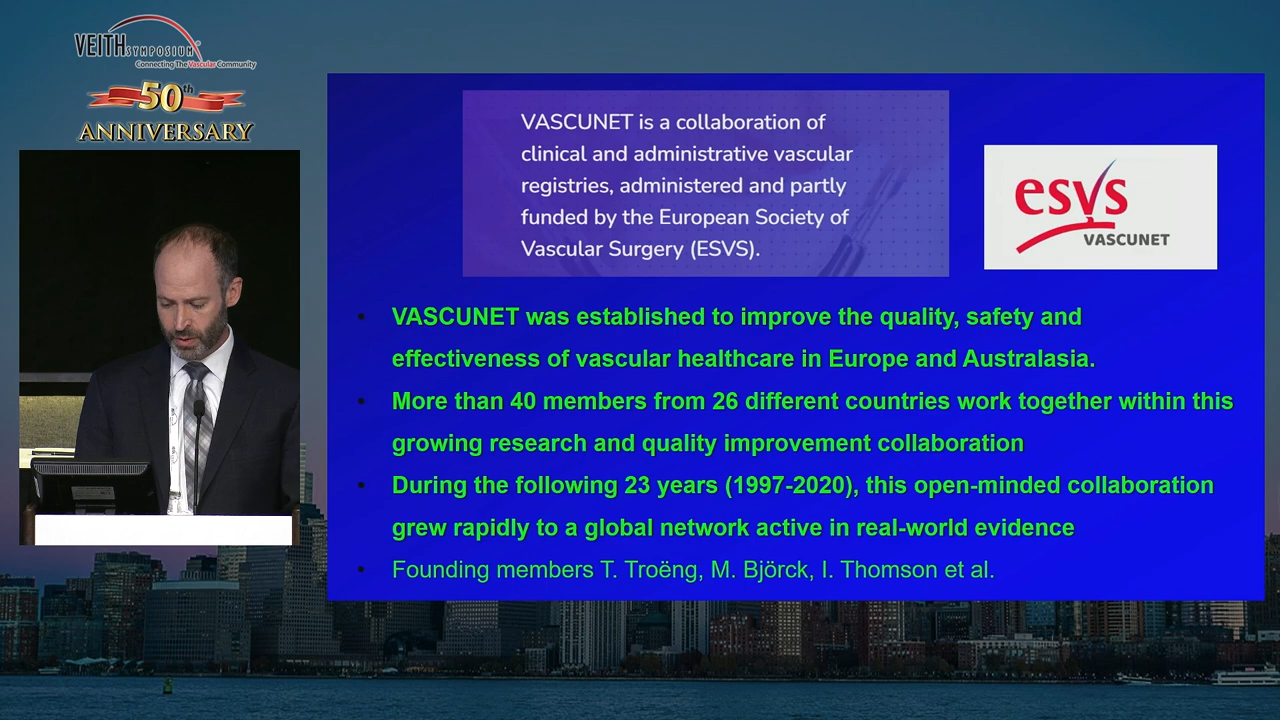 VEITHSYMPOSIUM®
Connecting The Vascular Community
50th
ANNIVERSARY
VASCUNET is a collaboration of
clinical and administrative vascular
registries, administered and partly
funded by the European Society of
Vascular Surgery (ESVS).
esvs
VASCUNET
• VASCUNET was established to improve the quality, safety and
effectiveness of vascular healthcare in Europe and Australasia.
• More than 40 members from 26 different countries work together within this
growing research and quality improvement collaboration
• During the following 23 years (1997-2020), this open-minded collaboration
grew rapidly to a global network active in real-world evidence
• Founding members T. Troëng, M. Björck, I. Thomson et al.